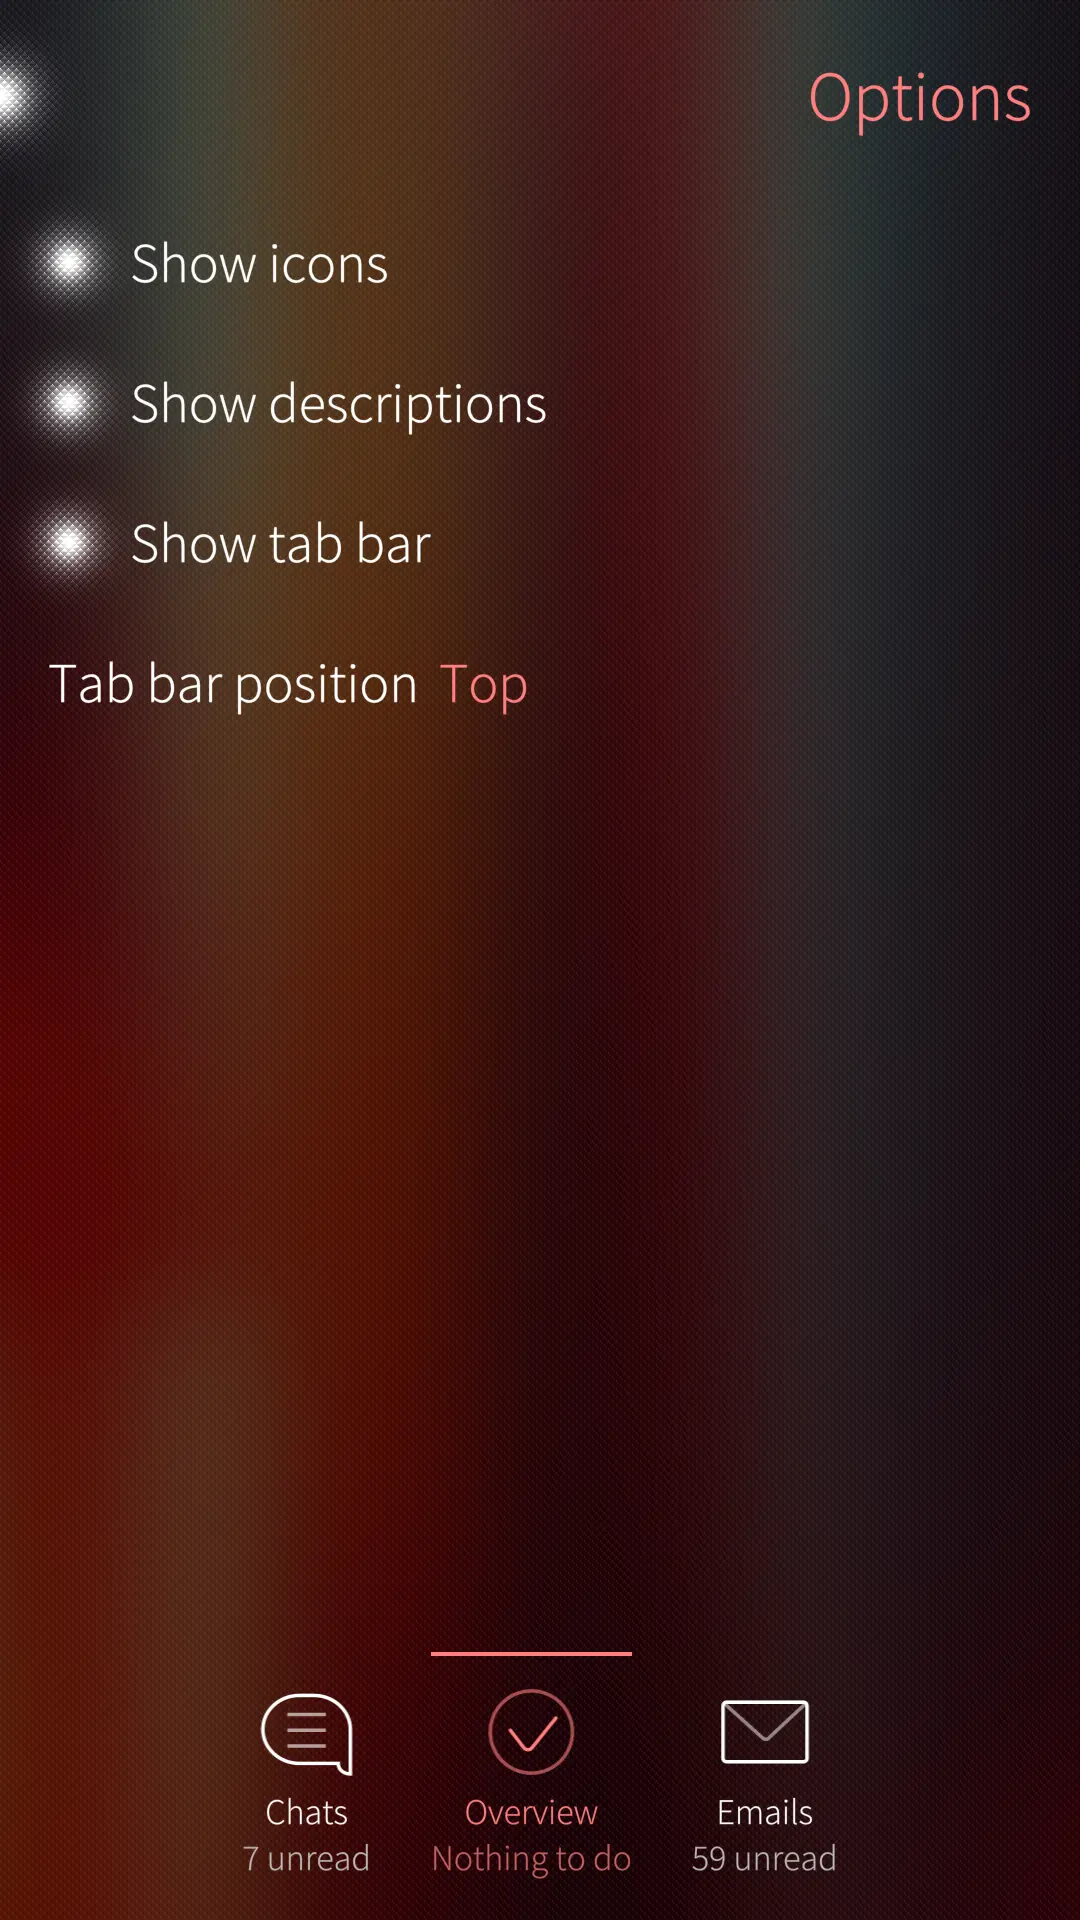 Options
Show icons
Show descriptions
Show tab bar
Tab bar position Top
Chats
7 unread
Overview
Nothing to do
Emails
59 unread